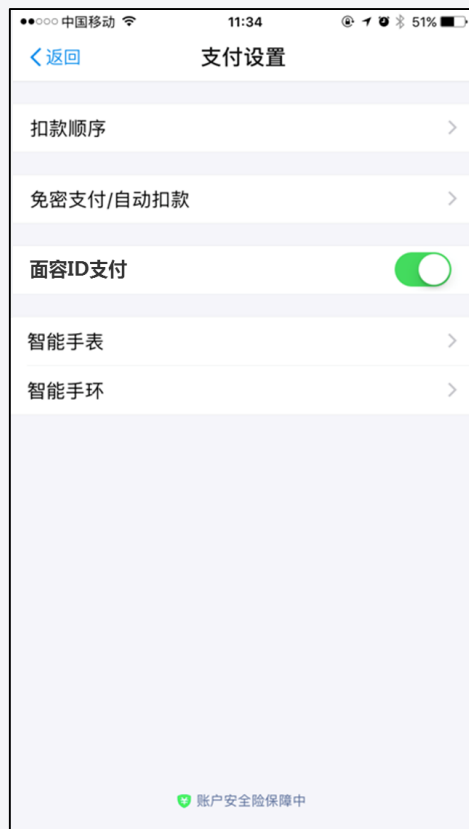 中国移动 11:34 51%
返回 支付设置
扣款顺序
免密支付/自动扣款
面容ID支付
智能手表
智能手环
账户安全险保障中